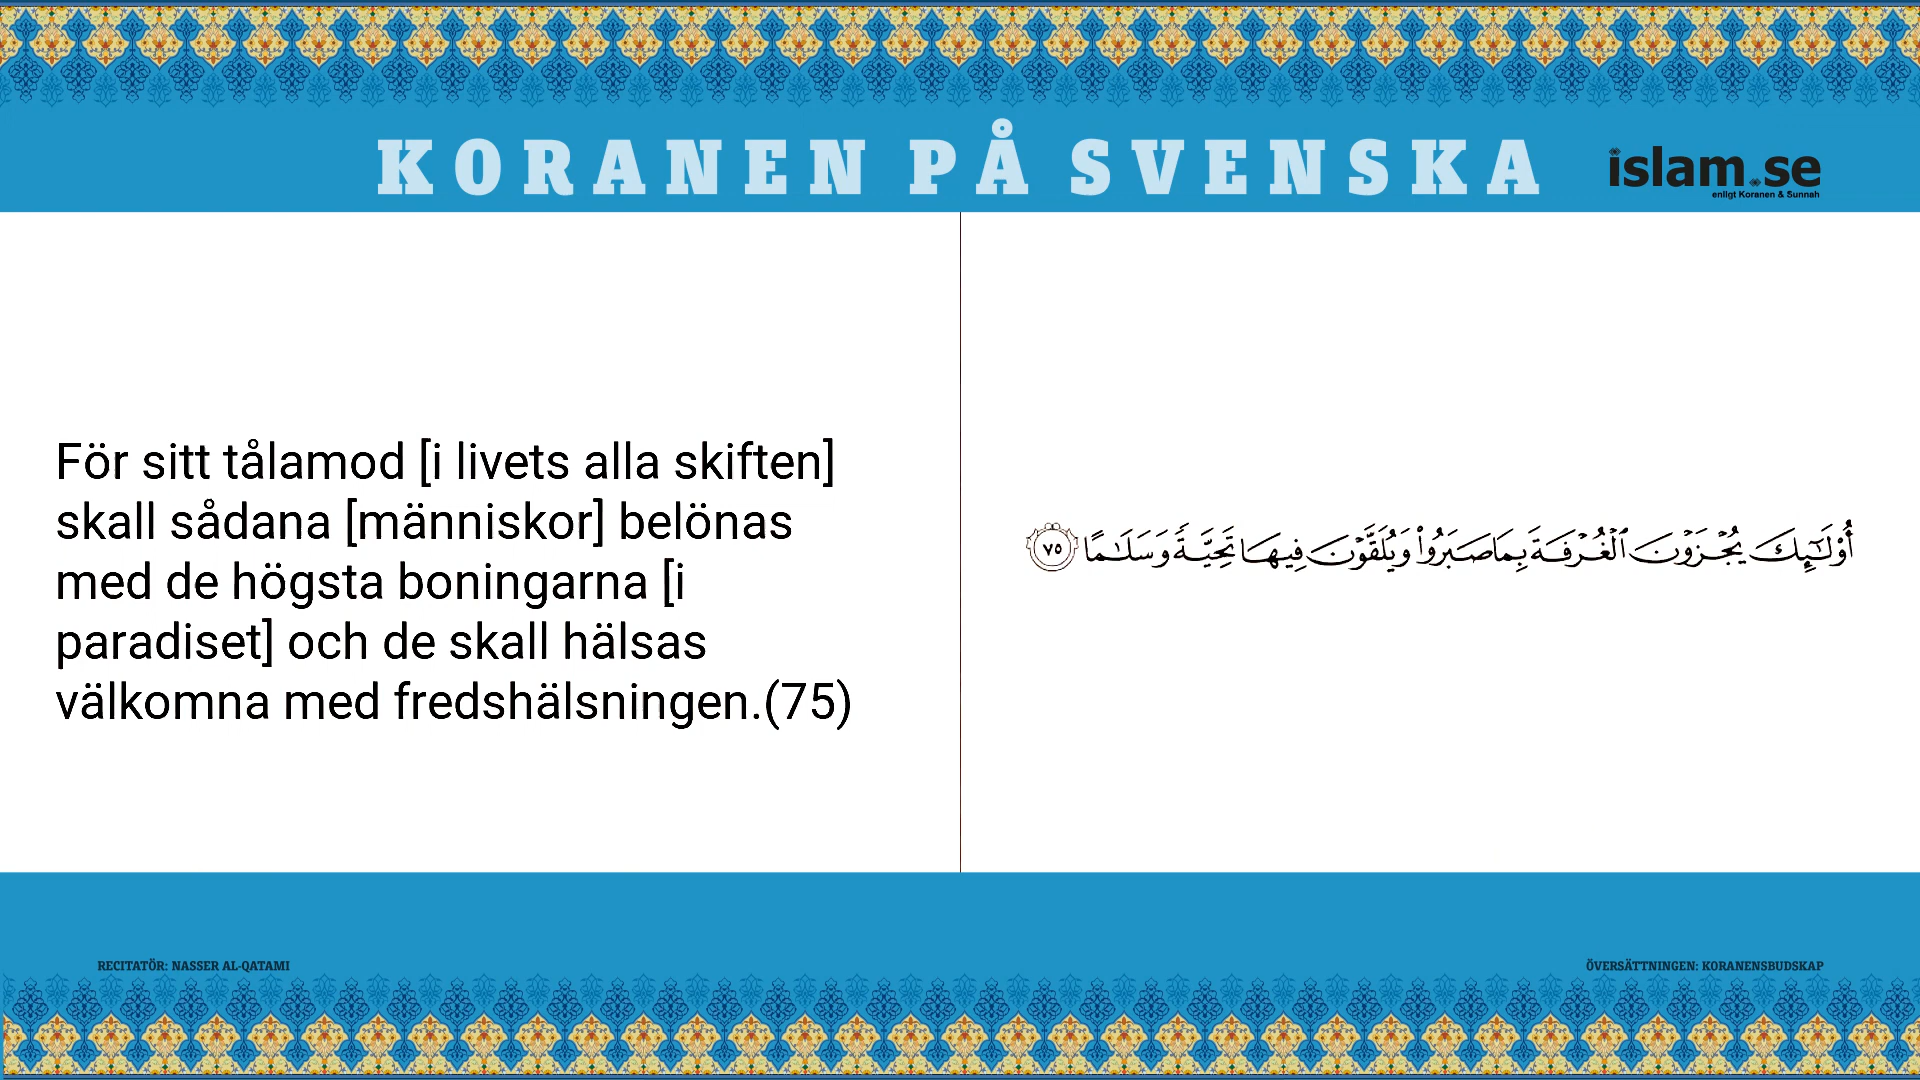 KORANEN PÅ SVENSKA
islam.se
enligt Koranen & Sunnah
För sitt tålamod [i livets alla skiften]
skall sådana [människor] belönas
med de högsta boningarna [i
paradiset] och de skall hälsas
välkomna med fredshälsningen.(75)
أُو۟لَـٰٓئِكَ يُجْزَوْنَ ٱلْغُرْفَةَ بِمَا صَبَرُوا۟ وَيُلَقَّوْنَ فِيهَا تَحِيَّةً وَسَلَـٰمًا ٧٥
RECITATÖR: NASSER AL-QATAMI
ÖVERSÄTTNINGEN: KORANENSBUDSKAP